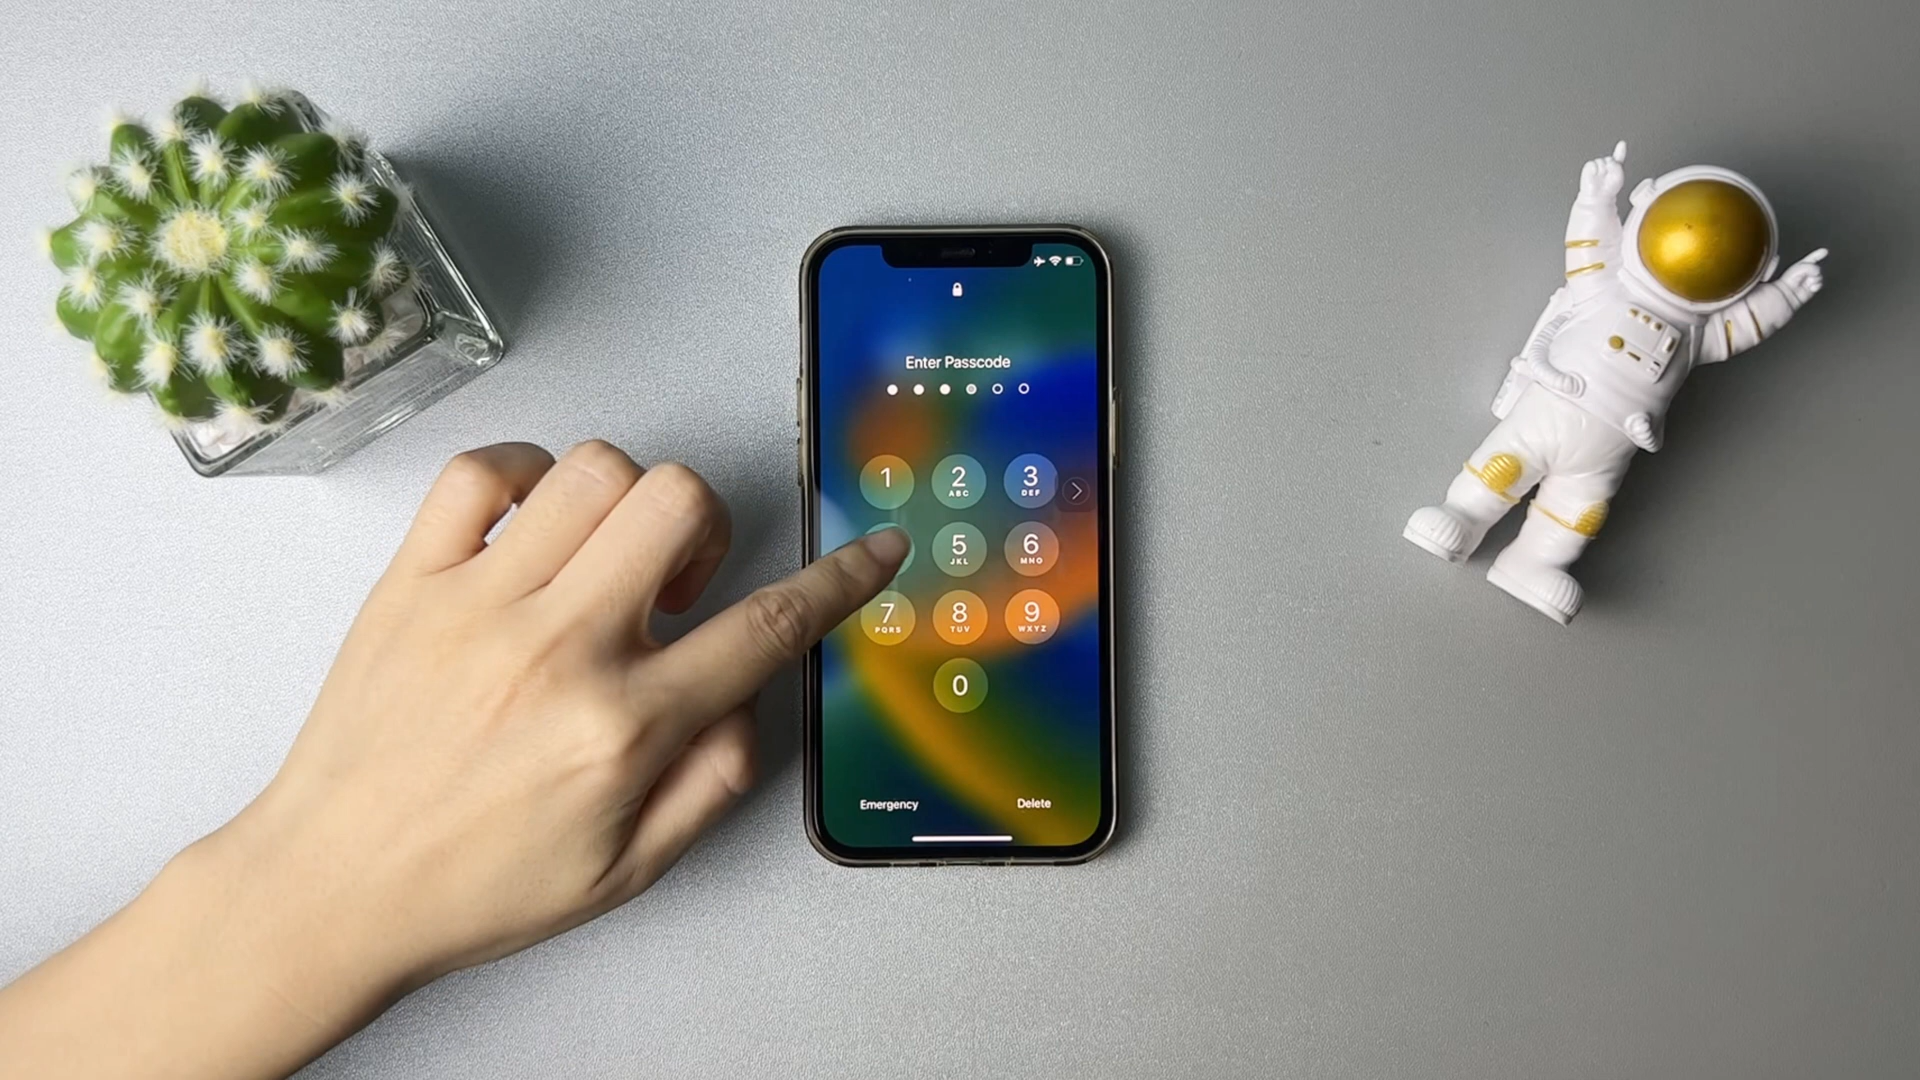 Enter Passcode
1 2 3
ABC DEF
5 6
JKL MNO
7 8 9
PQRS TUV WXYZ
0
Emergency Delete